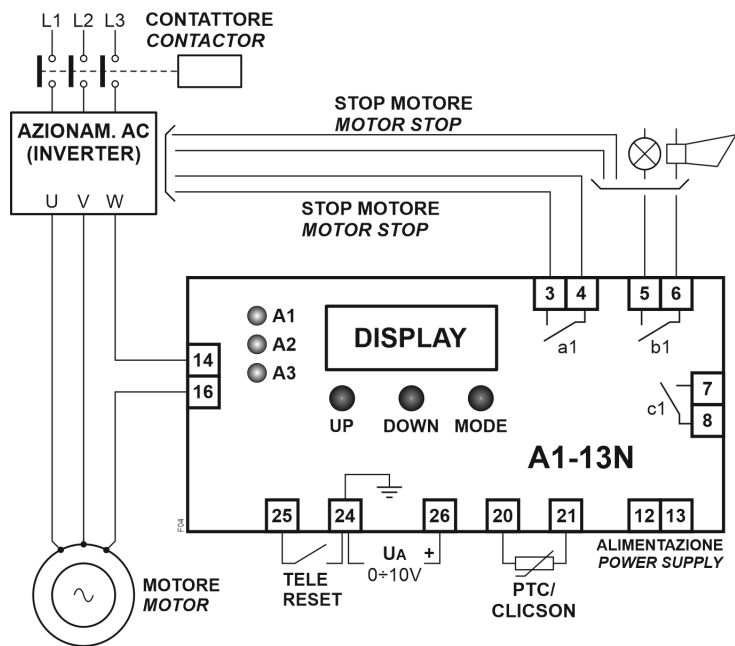 L1 L2 L3
CONTATTORE
CONTACTOR
AZIONAM. AC
(INVERTER)
U V W
STOP MOTORE
MOTOR STOP
STOP MOTORE
MOTOR STOP
3 4 5 6
a1 b1
A1
A2
A3
DISPLAY
14
16
7
8
c1
UP DOWN MODE
A1-13N
F04
25 24 26 20 21 12 13
TELE
RESET
UA +
0÷10V
PTC/
CLICSON
ALIMENTAZIONE
POWER SUPPLY
MOTORE
MOTOR